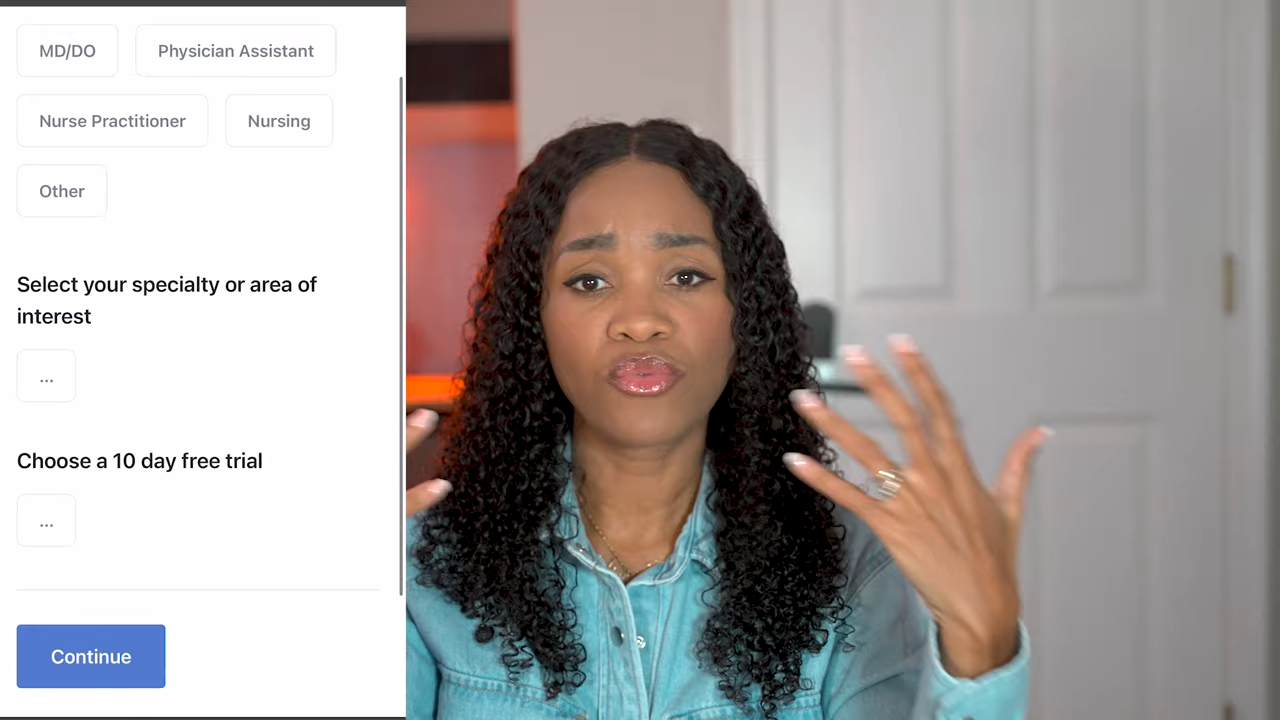 MD/DO
Physician Assistant
Nurse Practitioner
Nursing
Other
Select your specialty or area of
interest
...
Choose a 10 day free trial
...
Continue